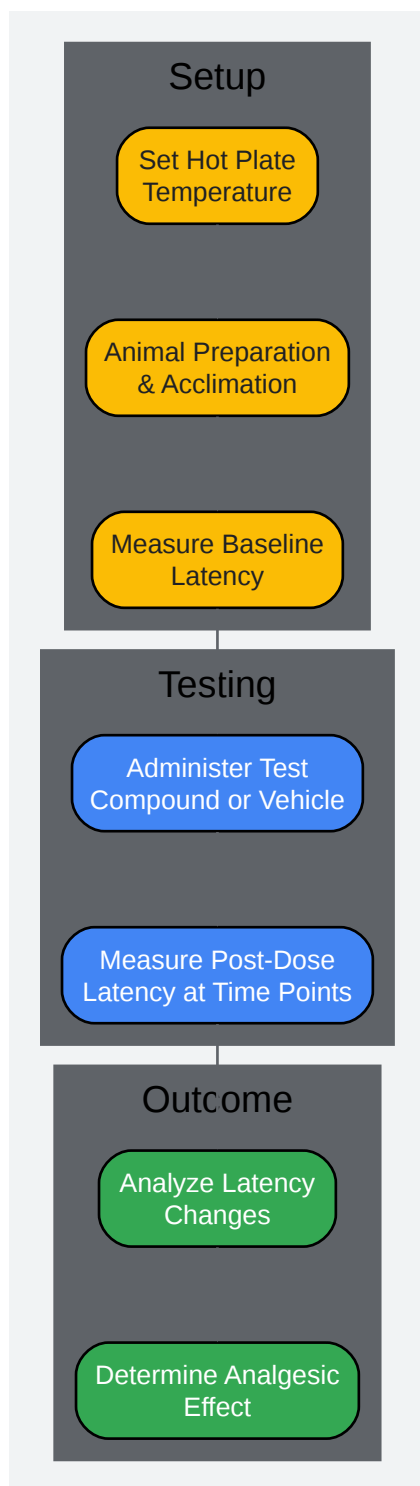 Setup
Set Hot Plate
Temperature
Animal Preparation
& Acclimation
Measure Baseline
Latency
Testing
Administer Test
Compound or Vehicle
Measure Post-Dose
Latency at Time Points
Outcome
Analyze Latency
Changes
Determine Analgesic
Effect